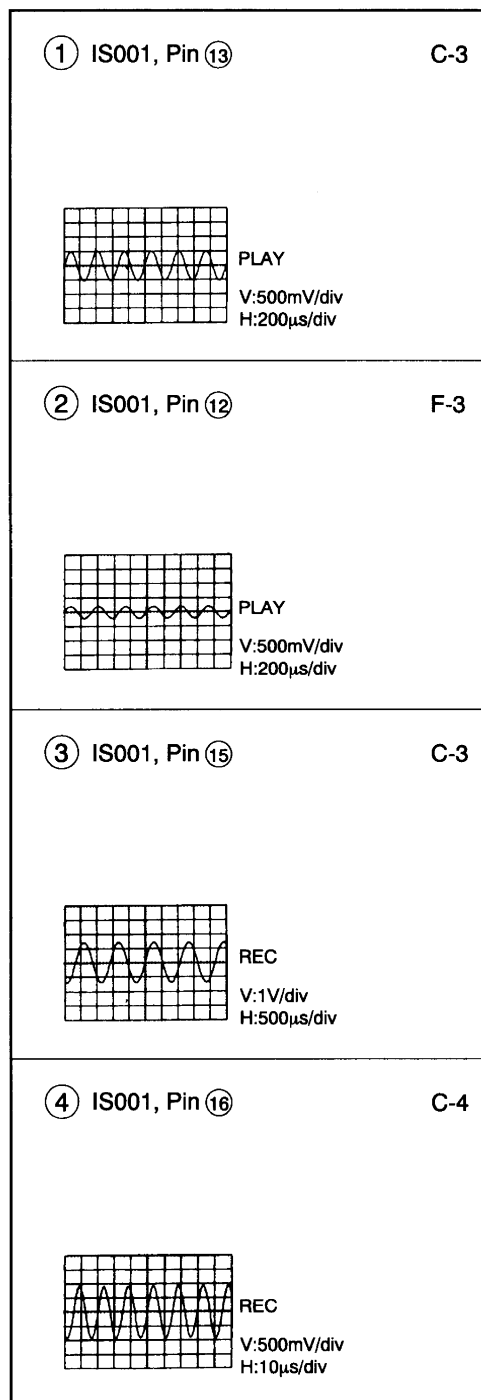 ① IS001, Pin ⑬ C-3
PLAY
V:500mV/div
H:200µs/div
② IS001, Pin ⑫ F-3
PLAY
V:500mV/div
H:200µs/div
③ IS001, Pin ⑮ C-3
REC
V:1V/div
H:500µs/div
④ IS001, Pin ⑯ C-4
REC
V:500mV/div
H:10µs/div